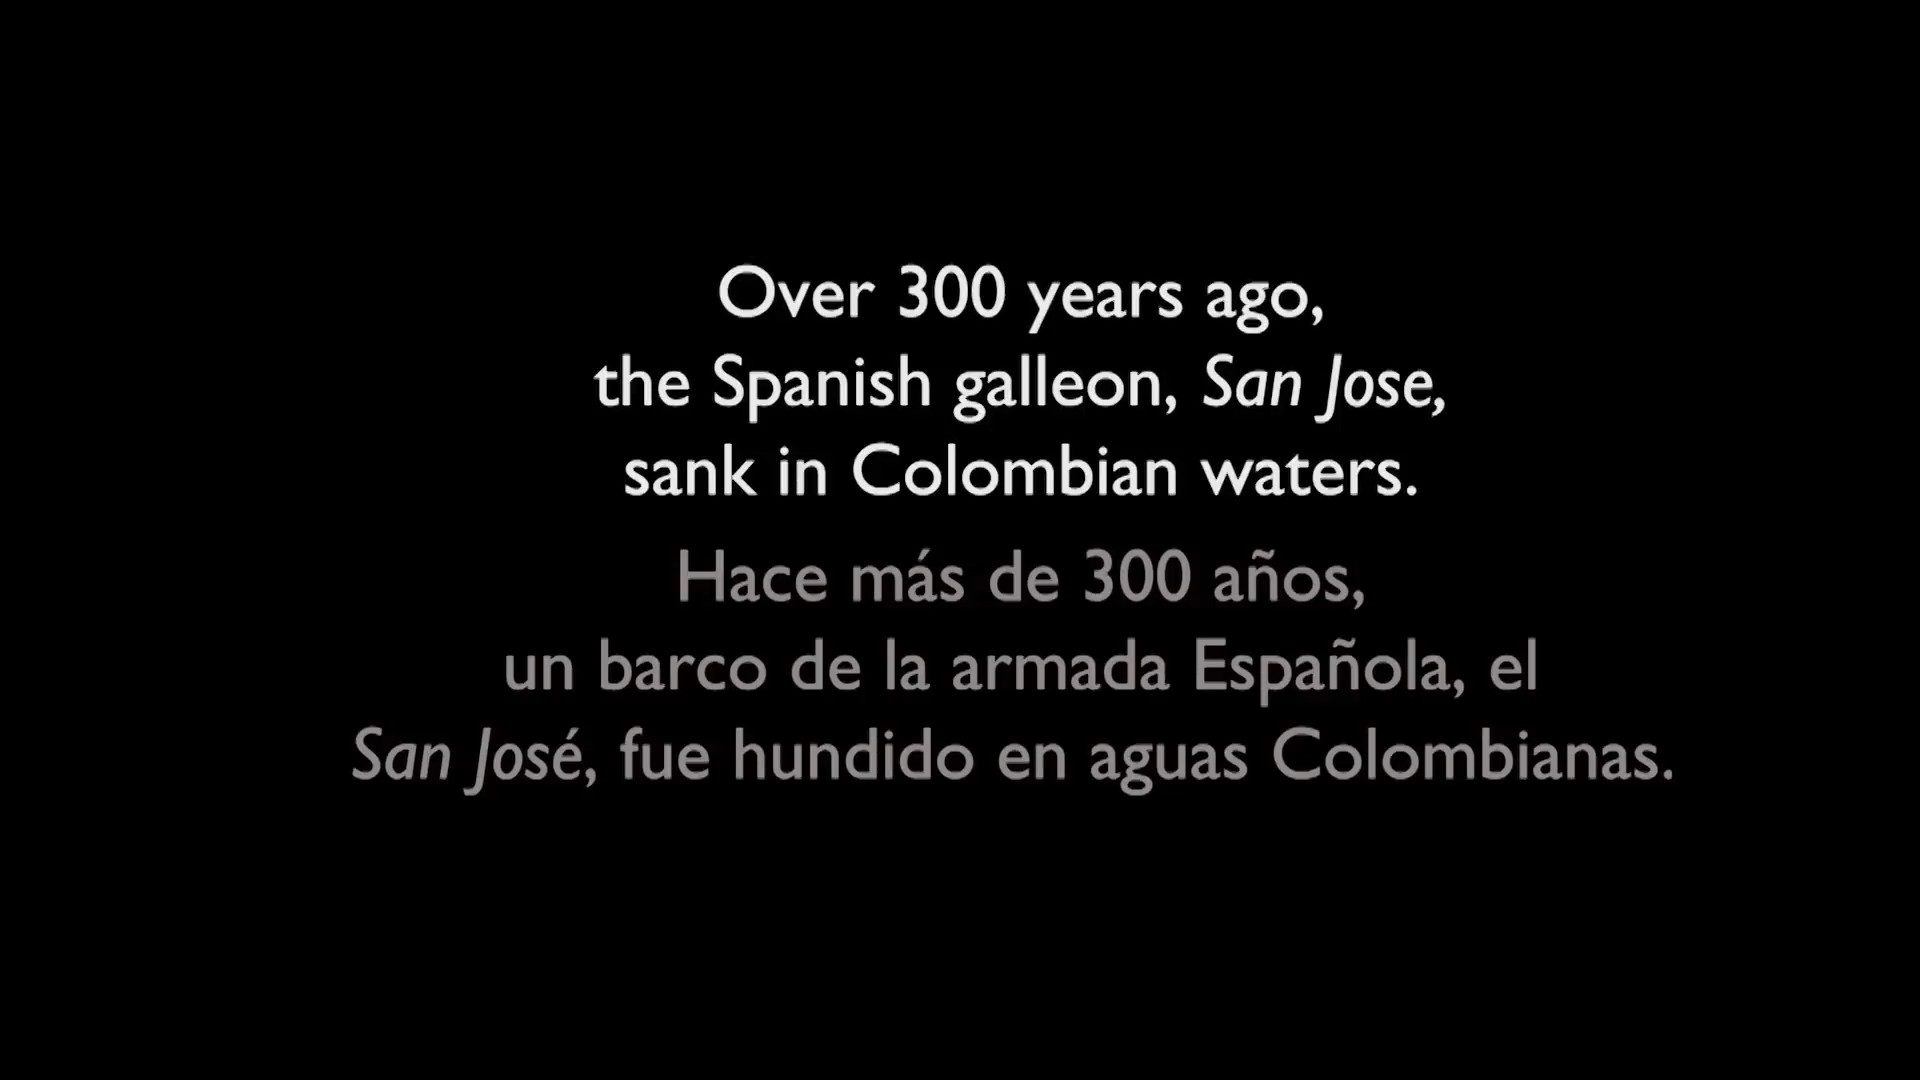 Over 300 years ago,
the Spanish galleon, San Jose,
sank in Colombian waters.
Hace más de 300 años,
un barco de la armada Española, el
San José, fue hundido en aguas Colombianas.